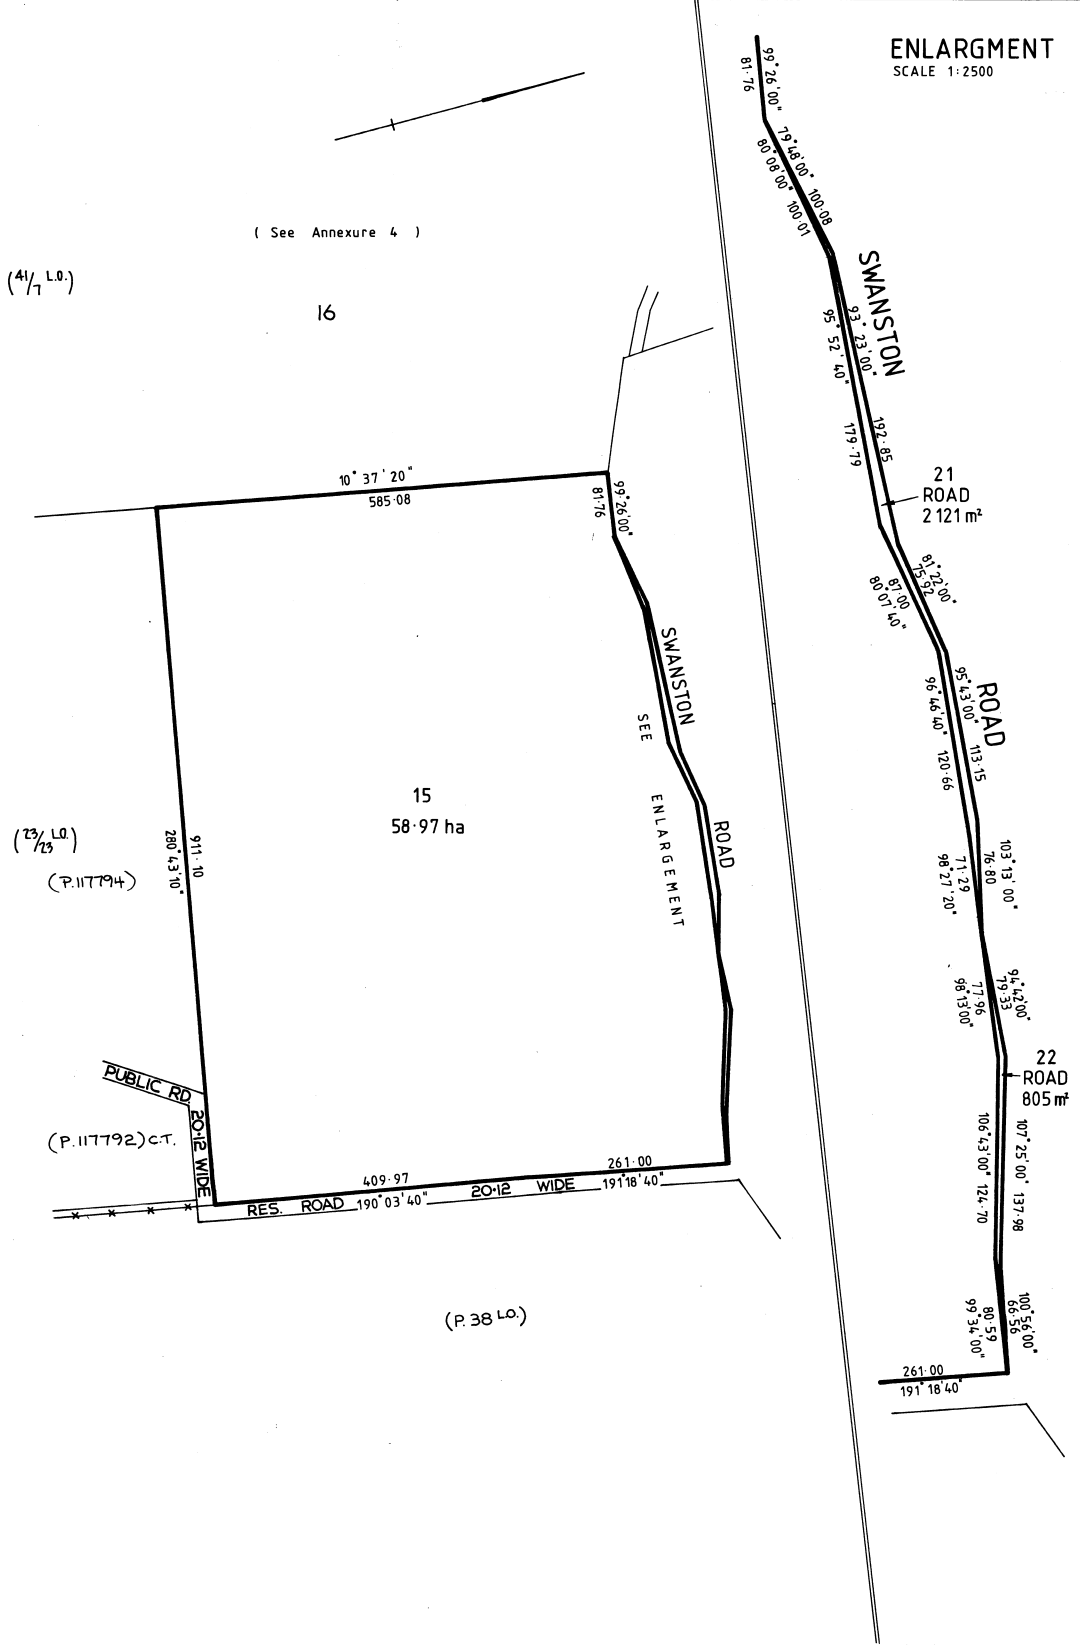 ENLARGMENT
SCALE 1:2500
99°26'00"
81·76
79°48'00" 100·08
80°08'00" 100·01
( See Annexure 4 )
(41/7 L.O.)
16
SWANSTON
93°23'00" 192·85
95°52'40" 179·79
10°37'20"
585·08
99°26'00"
81·76
21
ROAD
2121 m²
81°22'00"
75·92
87·00
80°07'40"
SWANSTON
ROAD
SEE ENLARGEMENT
ROAD
95°43'00" 113·15
96°46'40" 120·66
15
58·97 ha
(23/23 L.O.)
(P.117794)
911·10
280°43'10"
103°13'00"
76·80
71·29
98°27'20"
94°42'00"
79·33
77·96
98°13'00"
22
ROAD
805 m²
PUBLIC RD.
20·12 WIDE
(P.117792) C.T.
107°25'00" 137·98
106°43'00" 124·70
409·97
261·00
RES. ROAD 190°03'40" 20·12 WIDE 191°18'40"
100°56'00"
66·56
80·59
99°34'00"
(P. 38 L.O.)
261·00
191°18'40"